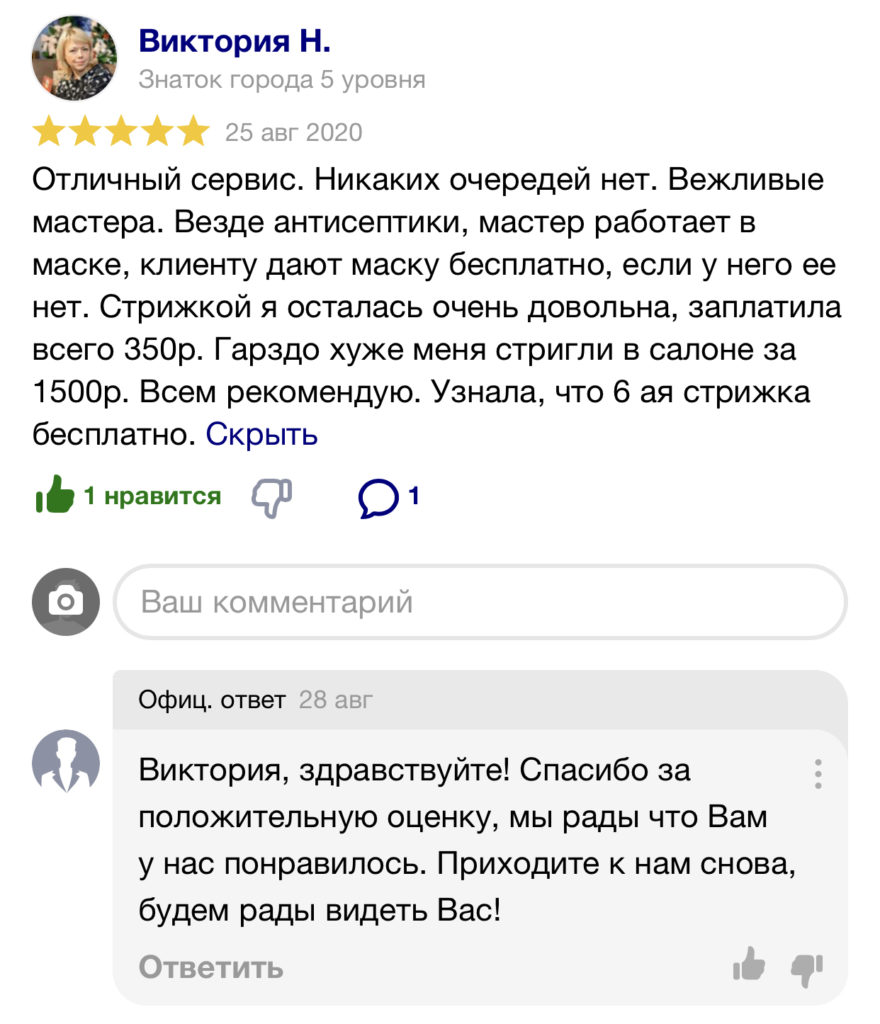 Виктория Н.
Знаток города 5 уровня
25 авг 2020
Отличный сервис. Никаких очередей нет. Вежливые
мастера. Везде антисептики, мастер работает в
маске, клиенту дают маску бесплатно, если у него ее
нет. Стрижкой я осталась очень довольна, заплатила
всего 350р. Гарздо хуже меня стригли в салоне за
1500р. Всем рекомендую. Узнала, что 6 ая стрижка
бесплатно. Скрыть
1 нравится 1
Ваш комментарий
Офиц. ответ 28 авг
Виктория, здравствуйте! Спасибо за
положительную оценку, мы рады что Вам
у нас понравилось. Приходите к нам снова,
будем рады видеть Вас!
Ответить